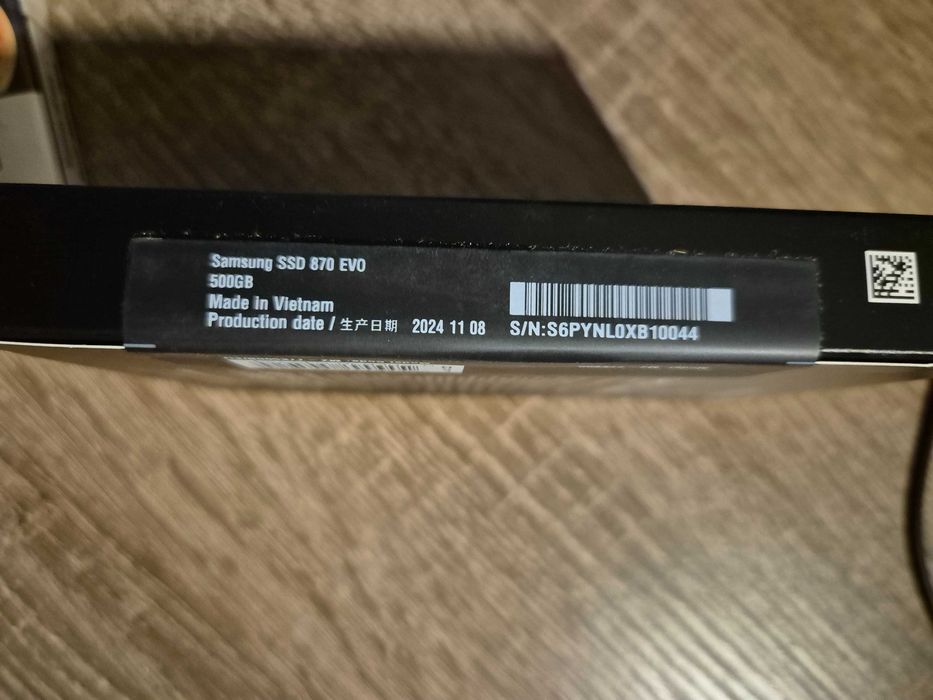 Samsung SSD 870 EVO
500GB
Made in Vietnam
Production date / 生产日期 2024 11 08
S/N:S6PYNL0XB10044